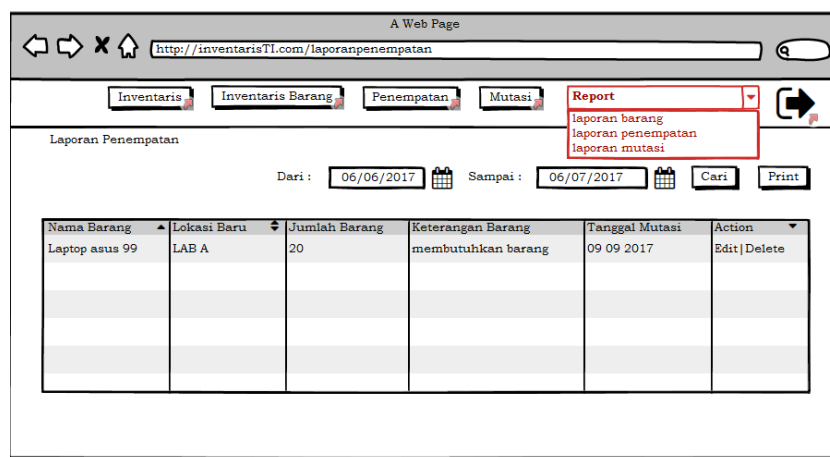 A Web Page
http://inventarisTI.com/laporanpenempatan
Inventaris Inventaris Barang Penempatan Mutasi Report
laporan barang
laporan penempatan
laporan mutasi
Laporan Penempatan
Dari : 06/06/2017 Sampai : 06/07/2017 Cari Print
Nama Barang Lokasi Baru Jumlah Barang Keterangan Barang Tanggal Mutasi Action
Laptop asus 99 LAB A 20 membutuhkan barang 09 09 2017 Edit|Delete